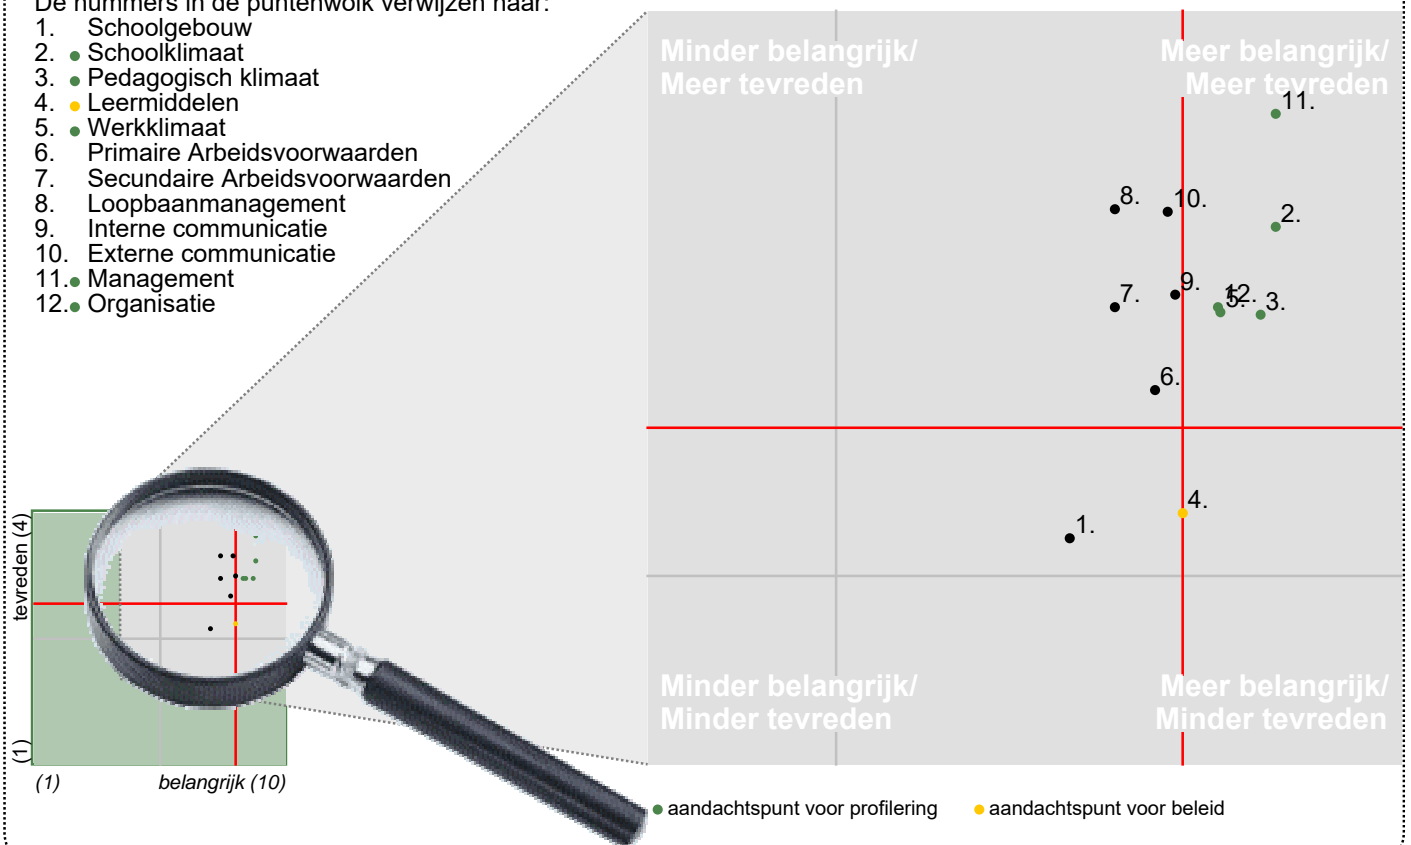 De nummers in de puntenwolk verwijzen naar:
1. Schoolgebouw
2. Schoolklimaat
3. Pedagogisch klimaat
4. Leermiddelen
5. Werkklimaat
6. Primaire Arbeidsvoorwaarden
7. Secundaire Arbeidsvoorwaarden
8. Loopbaanmanagement
9. Interne communicatie
10. Externe communicatie
11. Management
12. Organisatie
Minder belangrijk/
Meer tevreden
Meer belangrijk/
Meer tevreden
11.
8.
10.
2.
9.
7.
12.
5.
3.
6.
4.
1.
Minder belangrijk/
Minder tevreden
Meer belangrijk/
Minder tevreden
tevreden (4)
(1)
(1)
belangrijk (10)
aandachtspunt voor profilering
aandachtspunt voor beleid